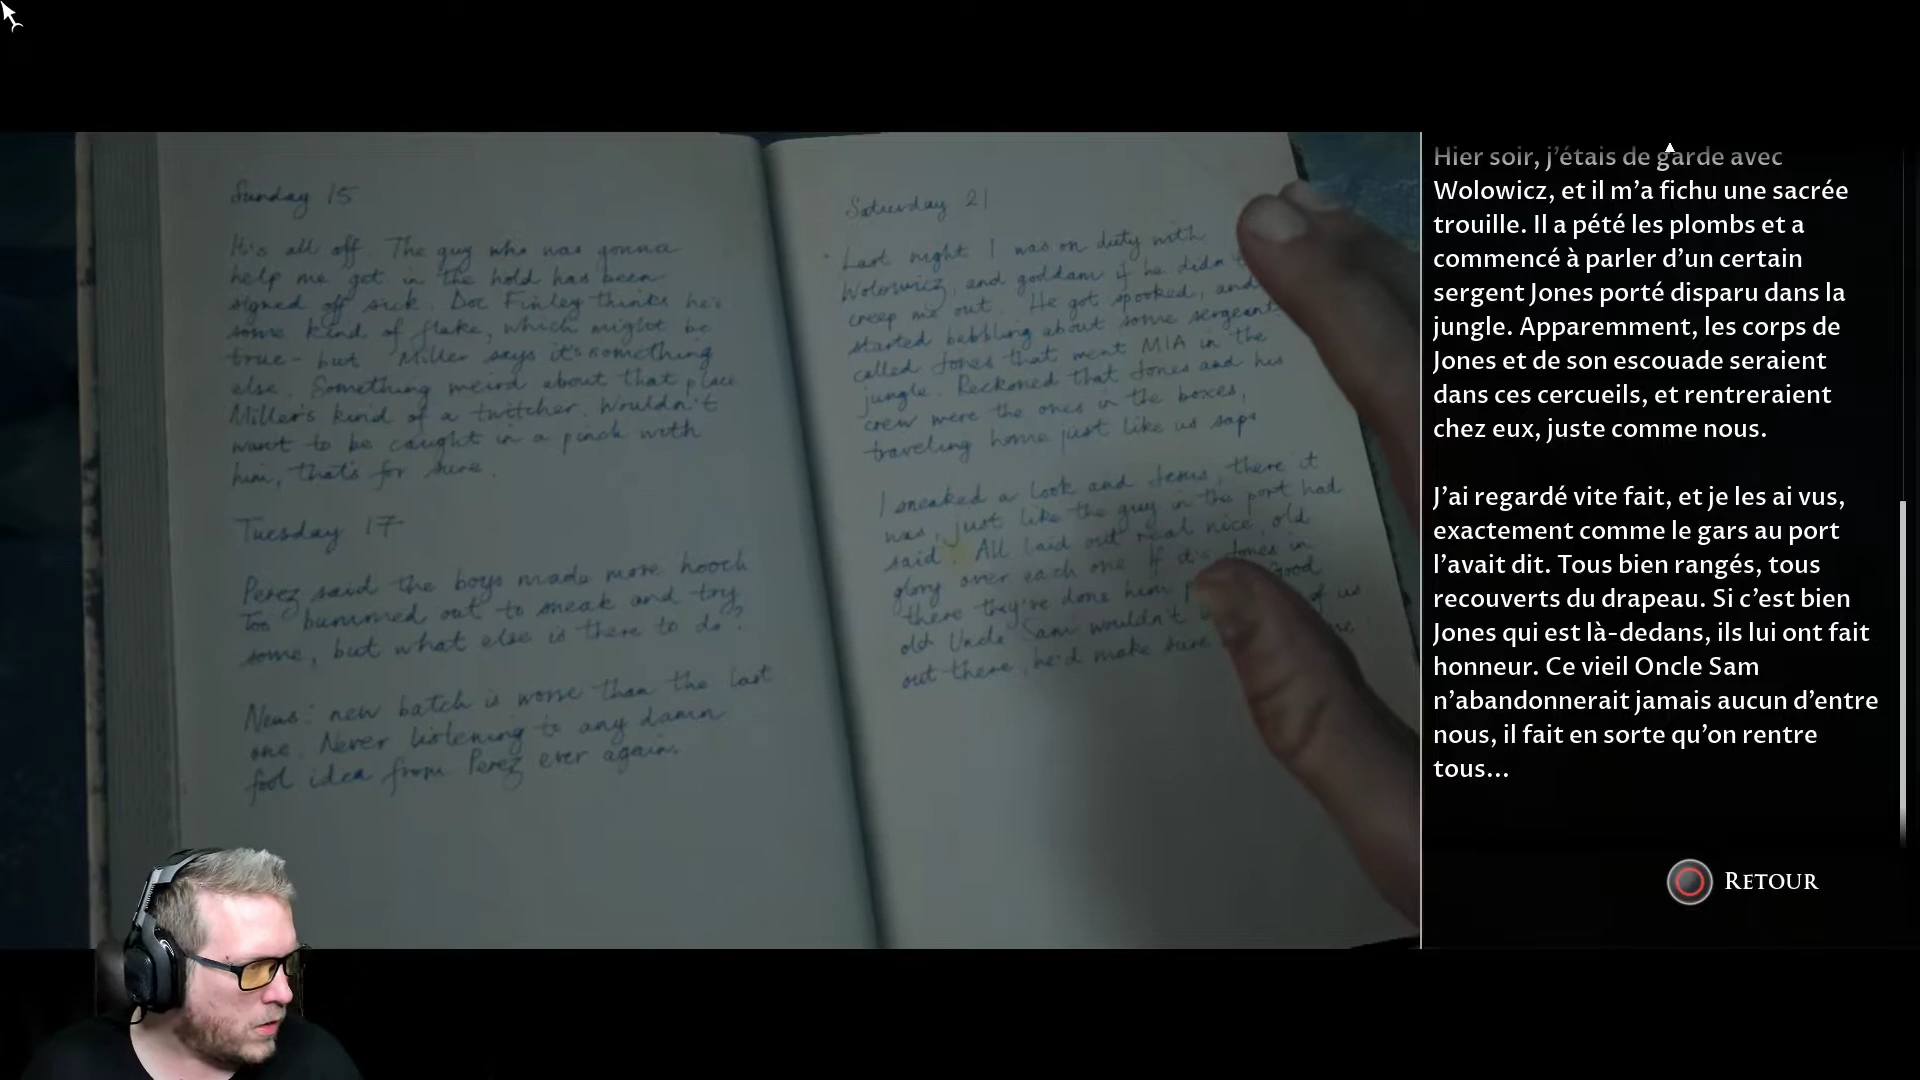 Sunday 15
It's all off. The guy who was gonna
help me get in the hold has been
signed off sick. Doc Finley thinks he's
some kind of flake, which might be
true - but Miller says it's something
else. Something weird about that place
Miller's kind of a twitcher. Wouldn't
want to be caught in a pinch with
him, that's for sure.
Tuesday 17
Perez said the boys made more hooch
Too bummed out to sneak and try
some, but what else is there to do?
News: new batch is worse than the last
one. Never listening to any damn
fool idea from Perez ever again.
Saturday 21
Last night I was on duty with
Wolowicz, and goddam if he didn't
creep me out. He got spooked, and
started babbling about some sergeant
called Jones that went MIA in the
jungle. Reckoned that Jones and his
crew were the ones in the boxes,
traveling home just like us saps
I sneaked a look and Jesus, there it
was, just like the guy in the port had
said. All laid out real nice, old
glory over each one. If it's Jones in
there they've done him Good
old Uncle Sam wouldn't of us
out there, he'd make sure
Hier soir, j'étais de garde avec
Wolowicz, et il m'a fichu une sacrée
trouille. Il a pété les plombs et a
commencé à parler d'un certain
sergent Jones porté disparu dans la
jungle. Apparemment, les corps de
Jones et de son escouade seraient
dans ces cercueils, et rentreraient
chez eux, juste comme nous.
J'ai regardé vite fait, et je les ai vus,
exactement comme le gars au port
l'avait dit. Tous bien rangés, tous
recouverts du drapeau. Si c'est bien
Jones qui est là-dedans, ils lui ont fait
honneur. Ce vieil Oncle Sam
n'abandonnerait jamais aucun d'entre
nous, il fait en sorte qu'on rentre
tous...
RETOUR